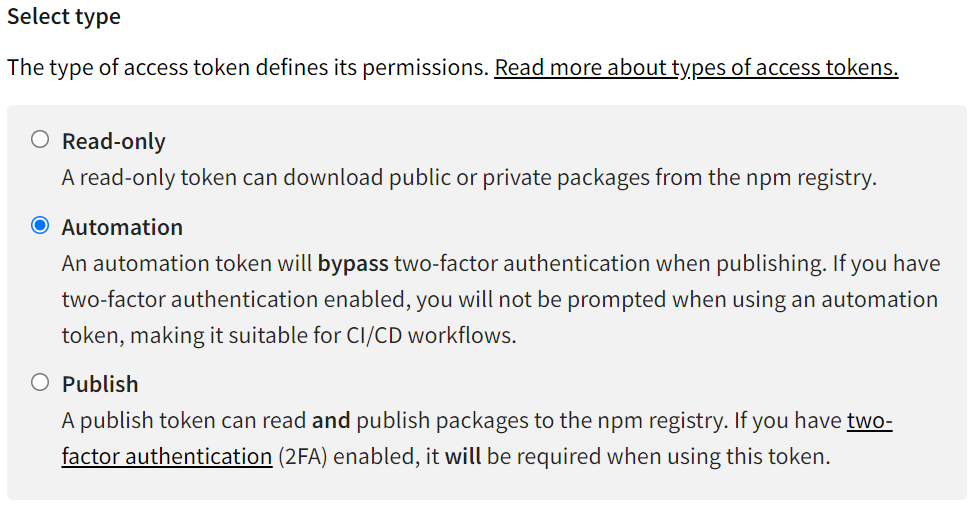 Select type
The type of access token defines its permissions. Read more about types of access tokens.
Read-only
A read-only token can download public or private packages from the npm registry.
Automation
An automation token will bypass two-factor authentication when publishing. If you have
two-factor authentication enabled, you will not be prompted when using an automation
token, making it suitable for CI/CD workflows.
Publish
A publish token can read and publish packages to the npm registry. If you have two-
factor authentication (2FA) enabled, it will be required when using this token.